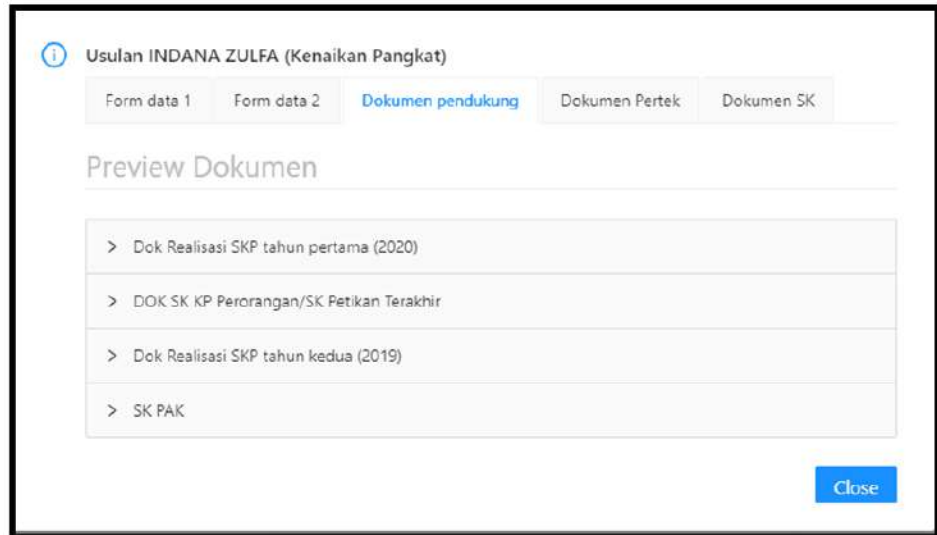 Usulan INDANA ZULFA (Kenaikan Pangkat)
Form data 1 Form data 2 Dokumen pendukung Dokumen Pertek Dokumen SK
Preview Dokumen
> Dok Realisasi SKP tahun pertama (2020)
> DOK SK KP Perorangan/SK Petikan Terakhir
> Dok Realisasi SKP tahun kedua (2019)
> SK PAK
Close